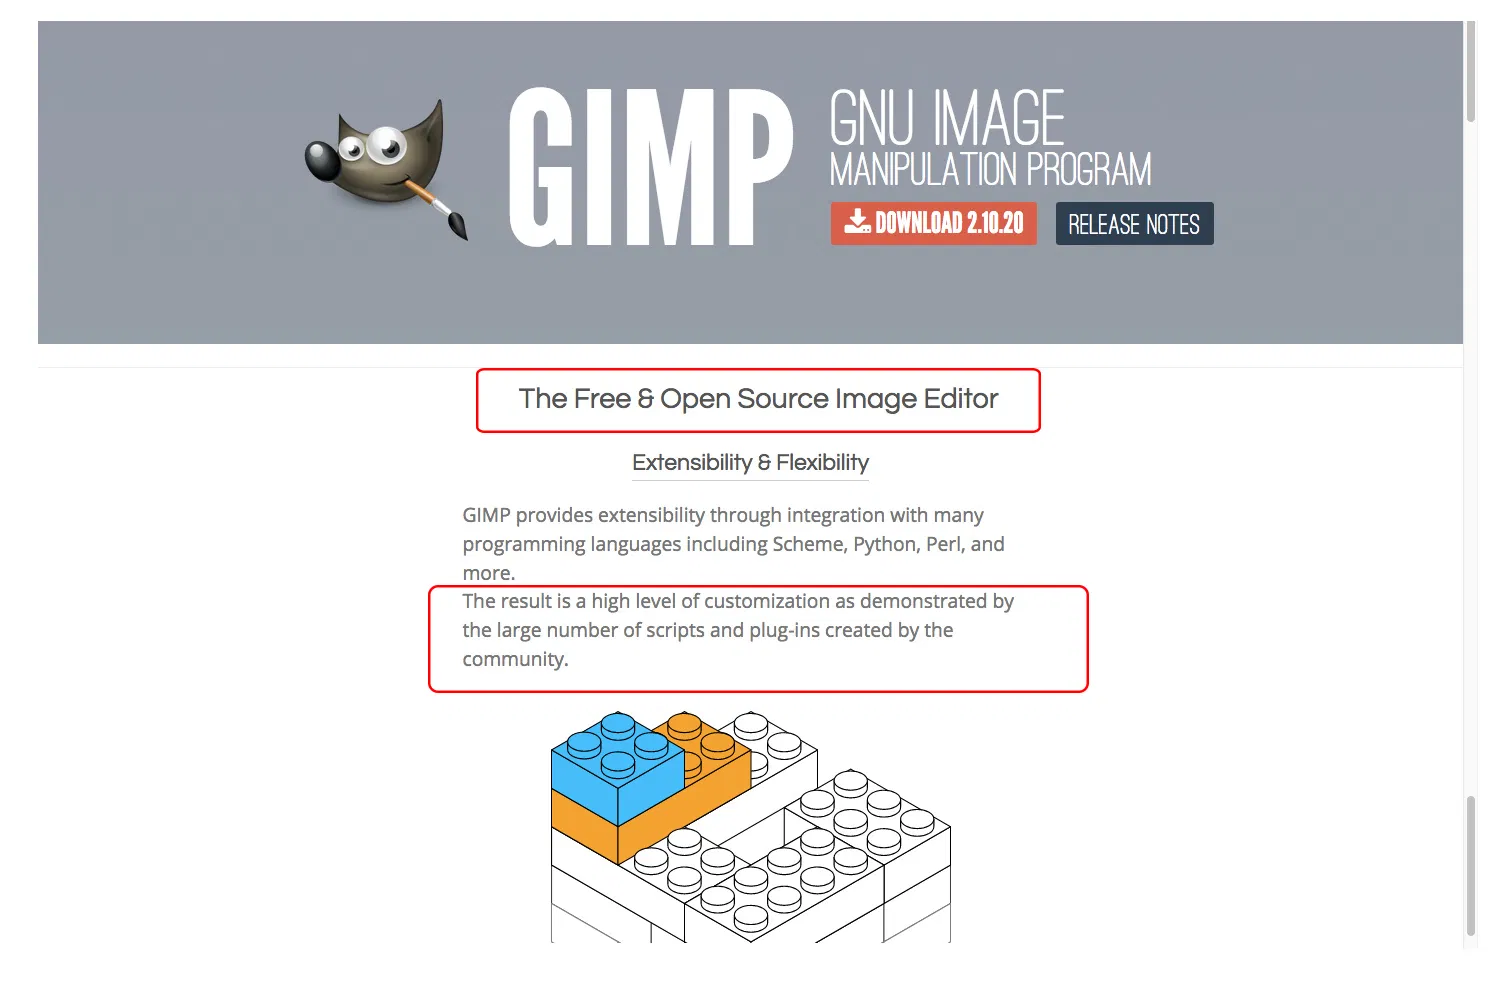 GIMP
GNU IMAGE
MANIPULATION PROGRAM
DOWNLOAD 2.10.20
RELEASE NOTES
The Free & Open Source Image Editor
Extensibility & Flexibility
GIMP provides extensibility through integration with many
programming languages including Scheme, Python, Perl, and
more.
The result is a high level of customization as demonstrated by
the large number of scripts and plug-ins created by the
community.